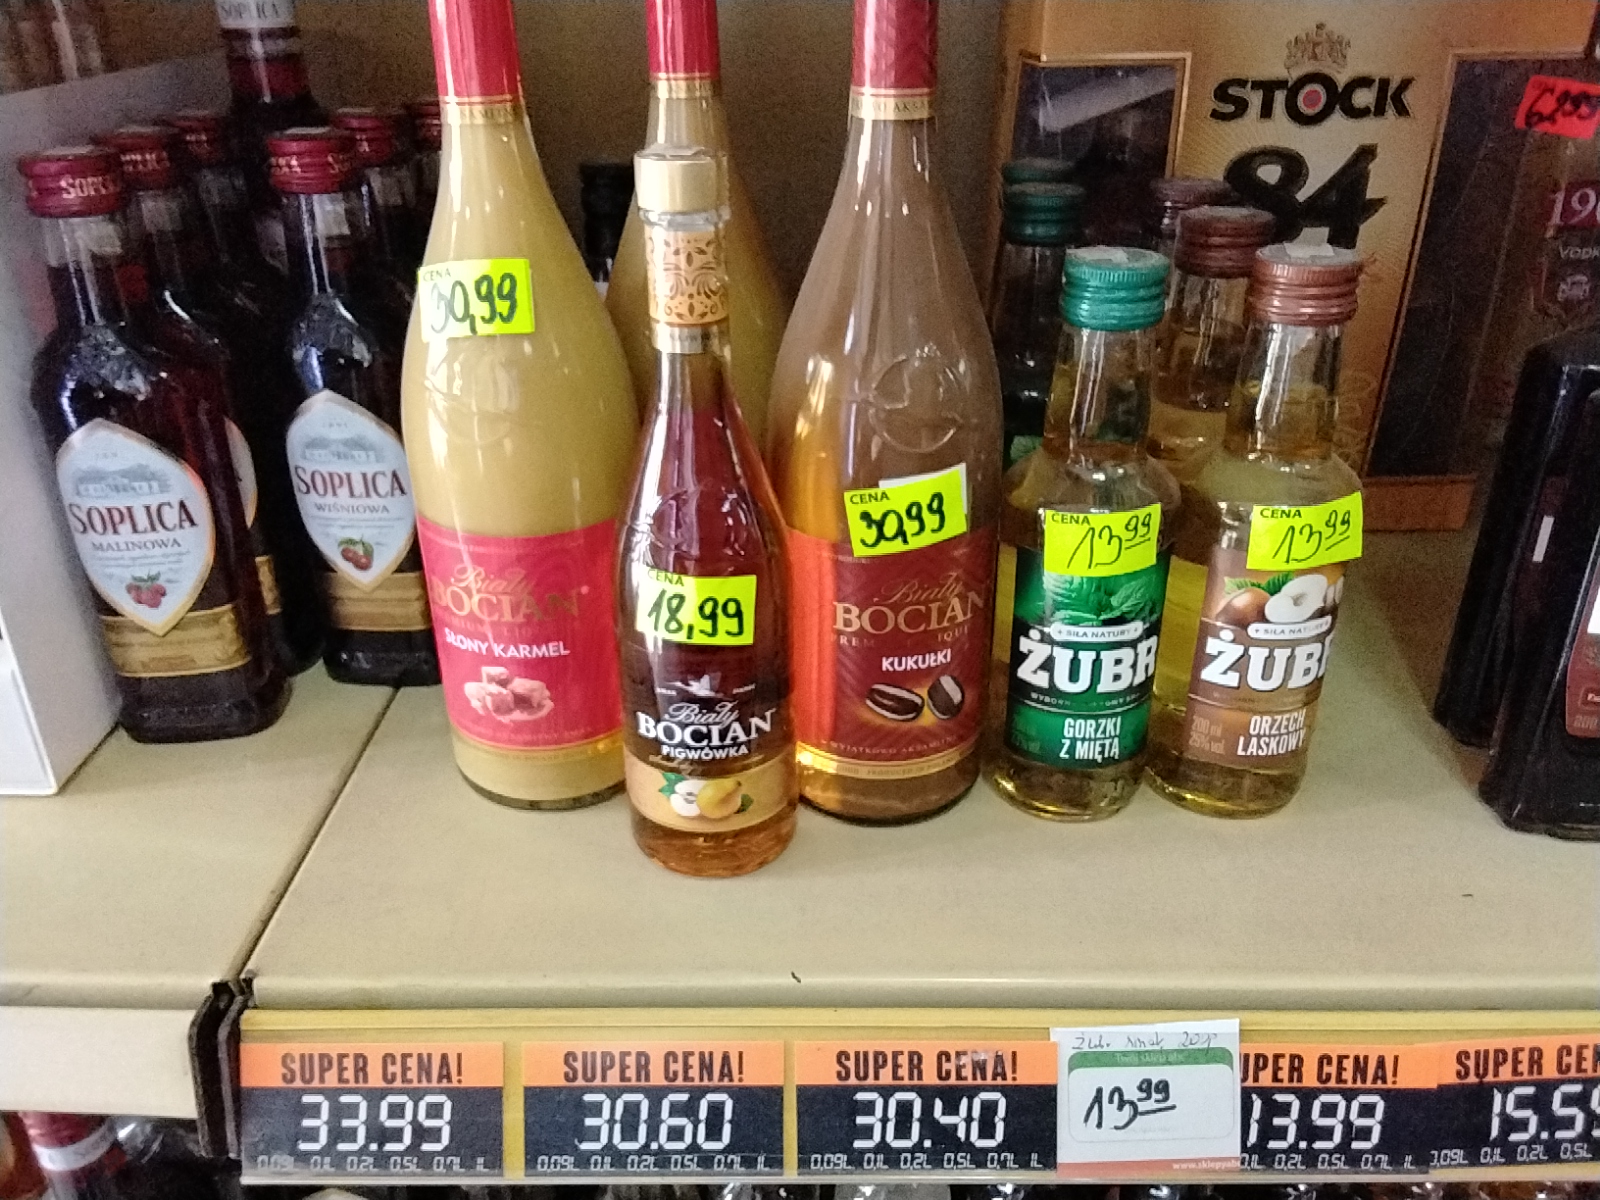 SOPLICA
STOCK
84
62,99
SOPLICA
MALINOWA
SOPLICA
WIŚNIOWA
CENA
30,99
Biały
BOCIAN
SŁONY KARMEL
CENA
18,99
Biały
BOCIAN
PIGWÓWKA
CENA
30,99
Biały
BOCIAN
KUKUŁKI
CENA
13 99
+ SIŁA NATURY +
ŻUBR
GORZKI
Z MIĘTĄ
CENA
13 99
+ SIŁA NATURY
ŻUBR
200 ml
25% vol.
ORZECH
LASKOWY
SUPER CENA!
33.99
0,09L 0,1L 0,2L 0,5L 0,7L 1L
SUPER CENA!
30.60
0,09L 0,1L 0,2L 0,5L 0,7L 1L
SUPER CENA!
30.40
0,09L 0,1L 0,2L 0,5L 0,7L 1L
Żubr smak
13 99
UPER CENA!
13.99
0,1L 0,2L 0,5L 0,7L 1L
SUPER CEN
15.59
0,09L 0,1L 0,2L 0,5L